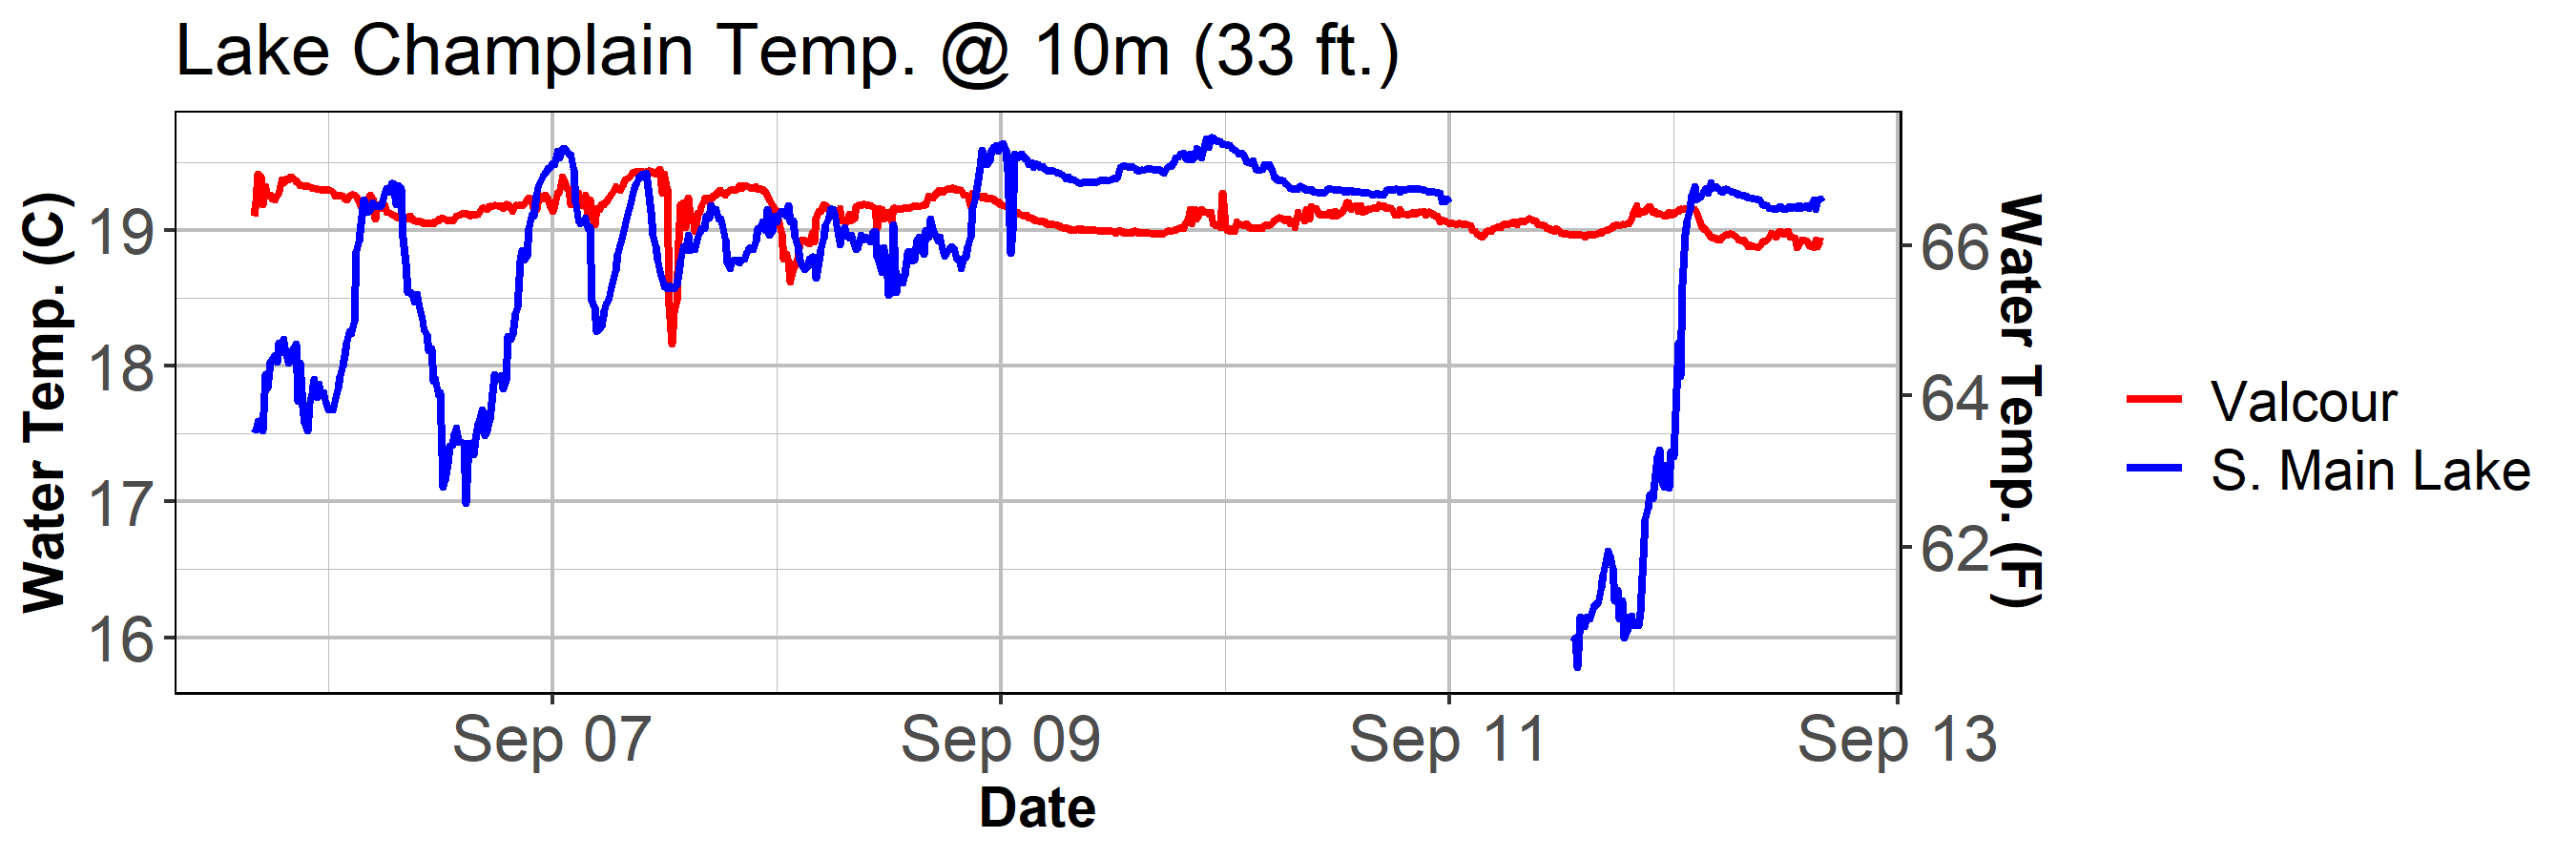 Lake Champlain Temp. @ 10m (33 ft.)
Water Temp. (C)
19
18
17
16
66
64
62
Water Temp. (F)
Sep 07
Sep 09
Sep 11
Sep 13
Date
Valcour
S. Main Lake